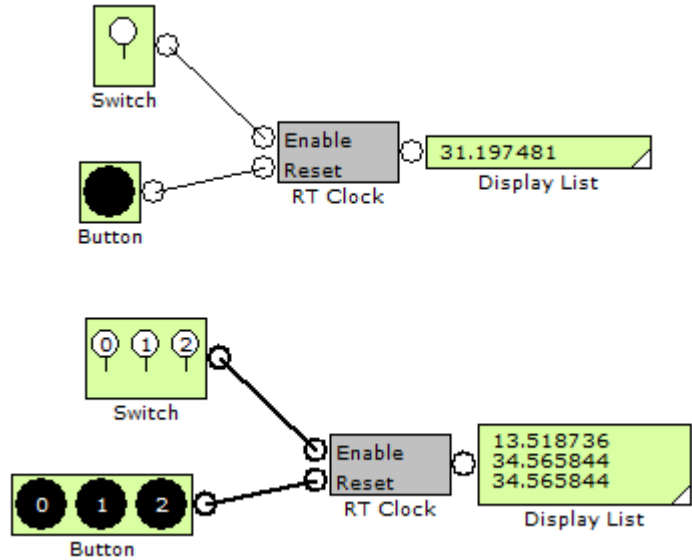 Switch
Enable
Reset
RT Clock
31.197481
Display List
Button
0 1 2
Switch
Enable
Reset
RT Clock
13.518736
34.565844
34.565844
Display List
0 1 2
Button